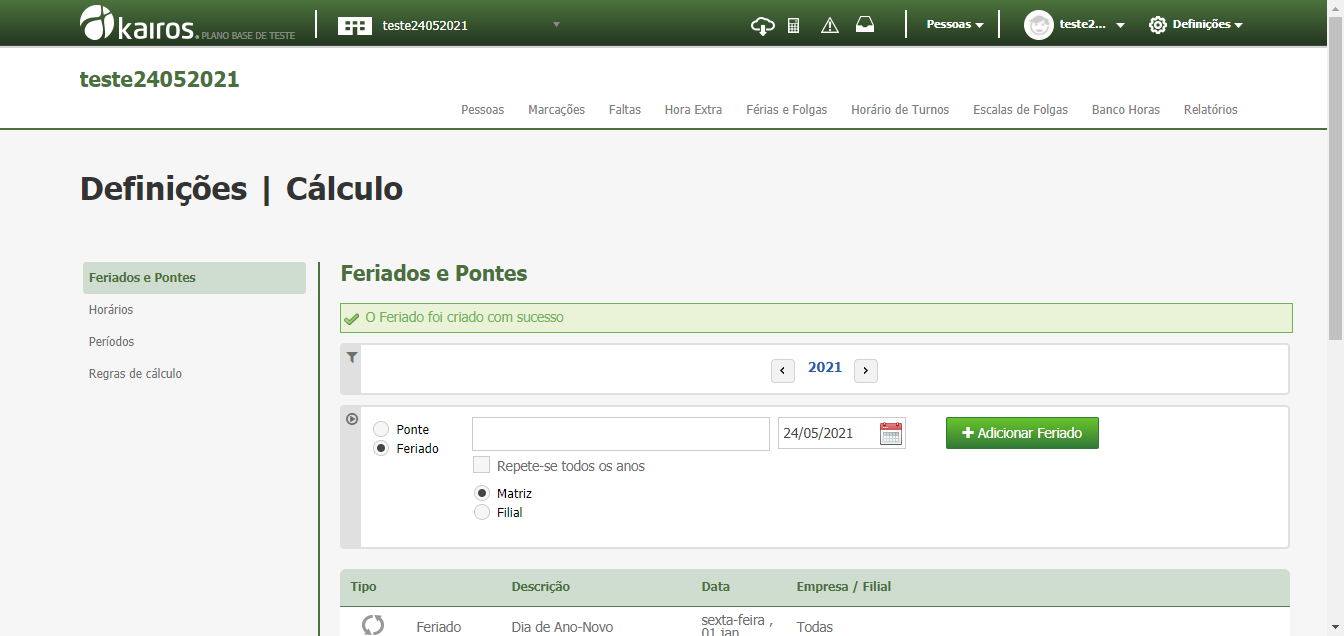 kairos. PLANO BASE DE TESTE
teste24052021
Pessoas
teste2...
Definições
teste24052021
Pessoas Marcações Faltas Hora Extra Férias e Folgas Horário de Turnos Escalas de Folgas Banco Horas Relatórios
Definições | Cálculo
Feriados e Pontes
Horários
Períodos
Regras de cálculo
Feriados e Pontes
O Feriado foi criado com sucesso
2021
Ponte
Feriado
24/05/2021
+ Adicionar Feriado
Repete-se todos os anos
Matriz
Filial
Tipo Descrição Data Empresa / Filial
Feriado Dia de Ano-Novo sexta-feira , 01 jan Todas